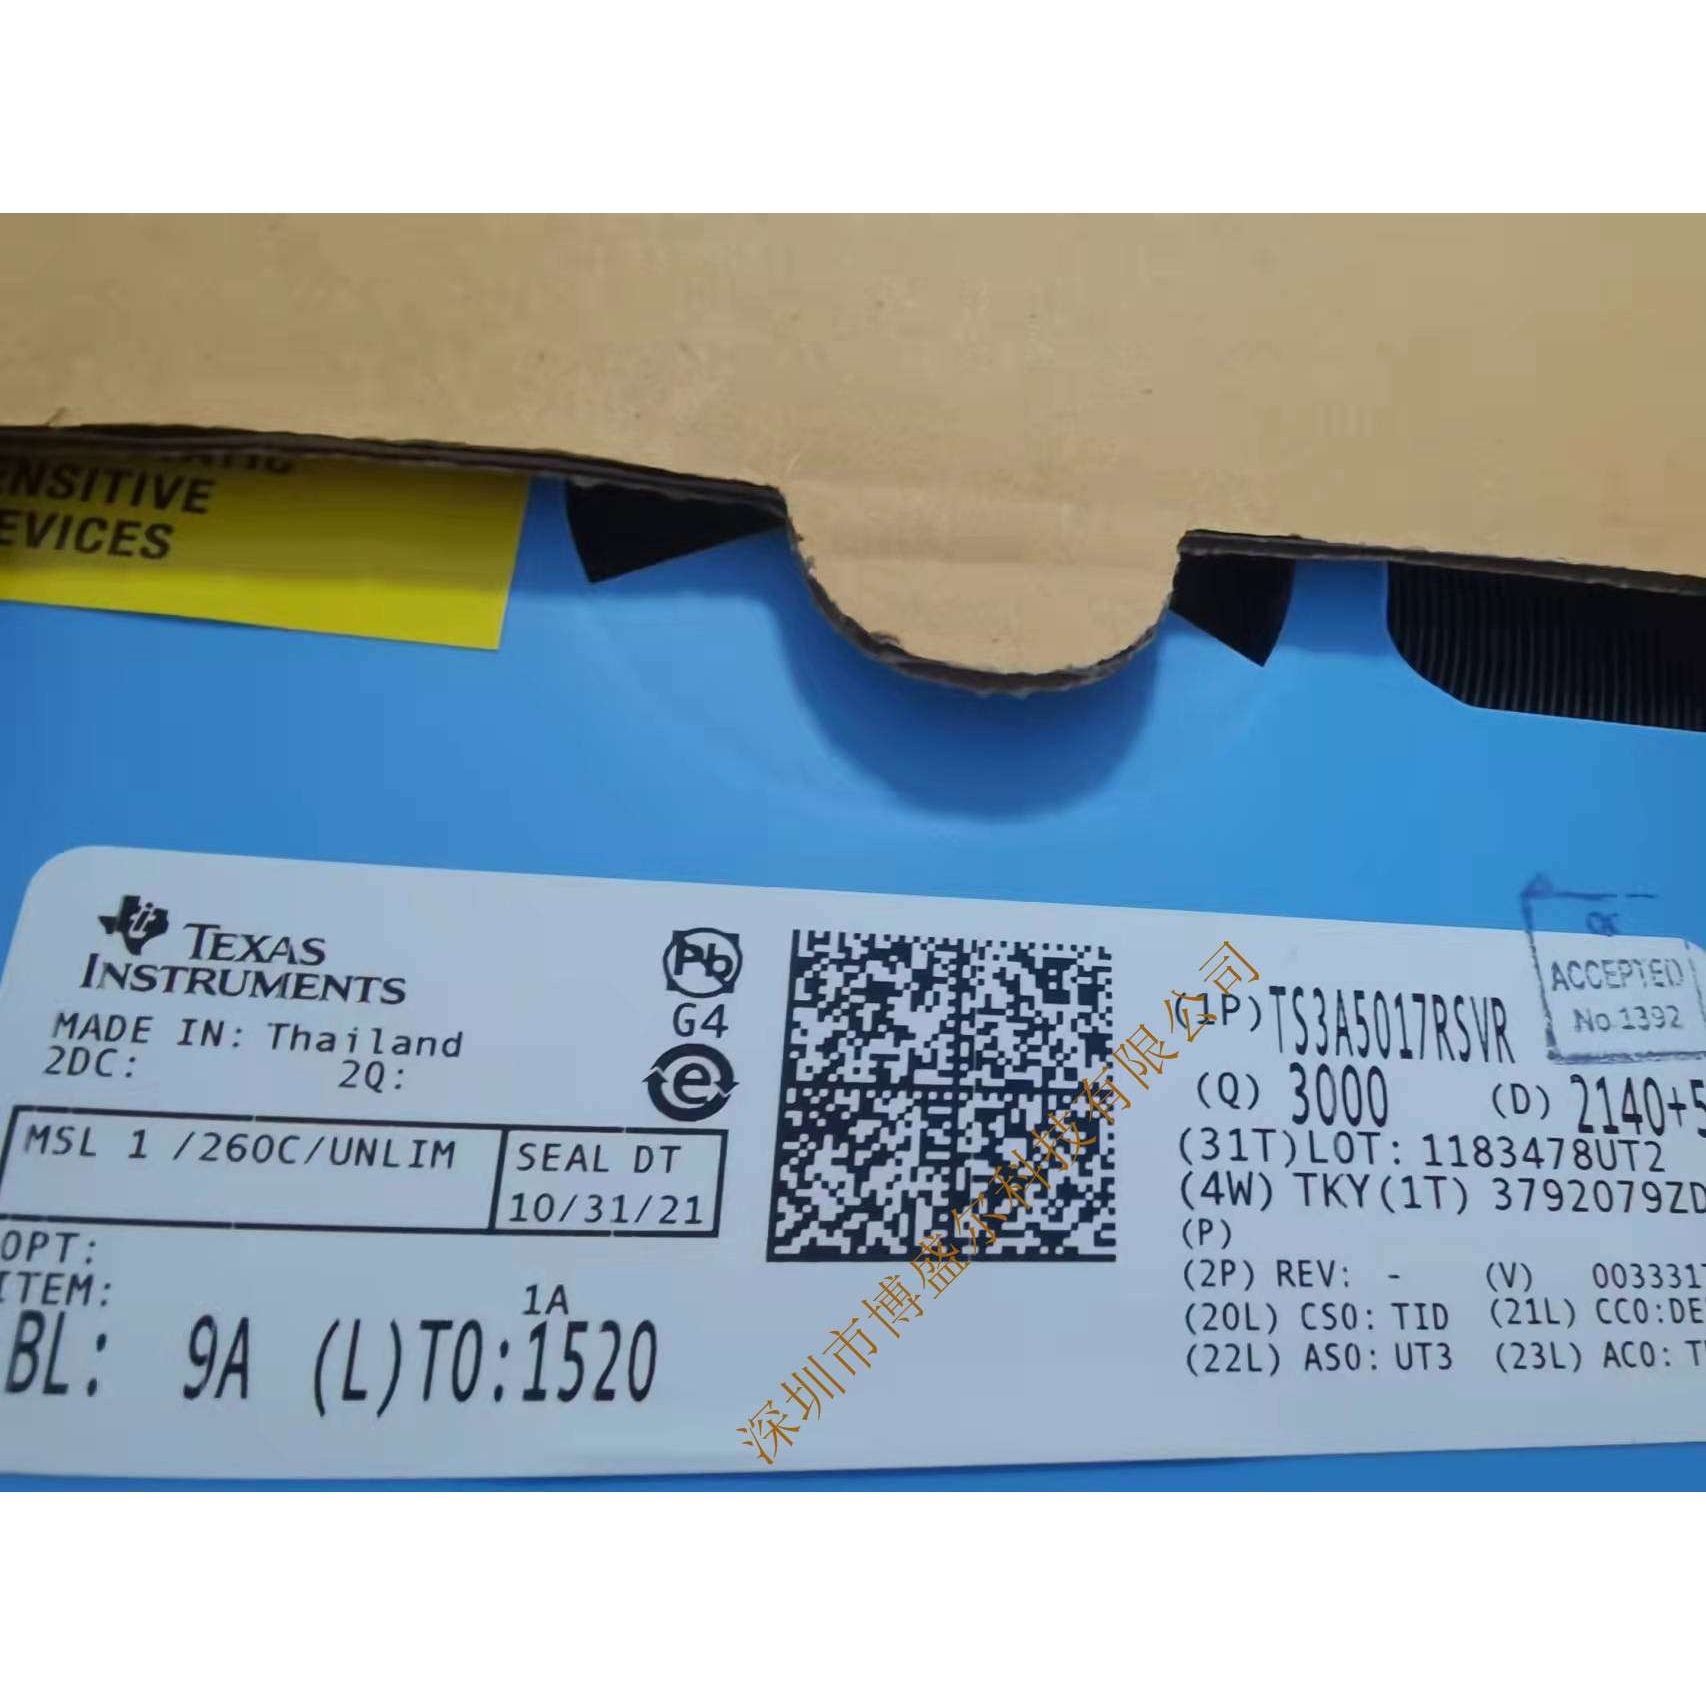 ENSITIVE
EVICES
TEXAS
INSTRUMENTS
MADE IN: Thailand
2DC: 2Q:
Pb
G4
e
MSL 1 /260C/UNLIM
SEAL DT
10/31/21
OPT:
ITEM:
1A
BL: 9A (L)TO:1520
QC
ACCEPTED
No.1392
(1P) TS3A5017RSVR
(Q) 3000 (D) 2140+5
(31T)LOT: 1183478UT2
(4W) TKY(1T) 3792079ZD
(P)
(2P) REV: - (V) 0033317
(20L) CSO: TID (21L) CCO:DE
(22L) ASO: UT3 (23L) ACO: T
深圳市博盛尔科技有限公司